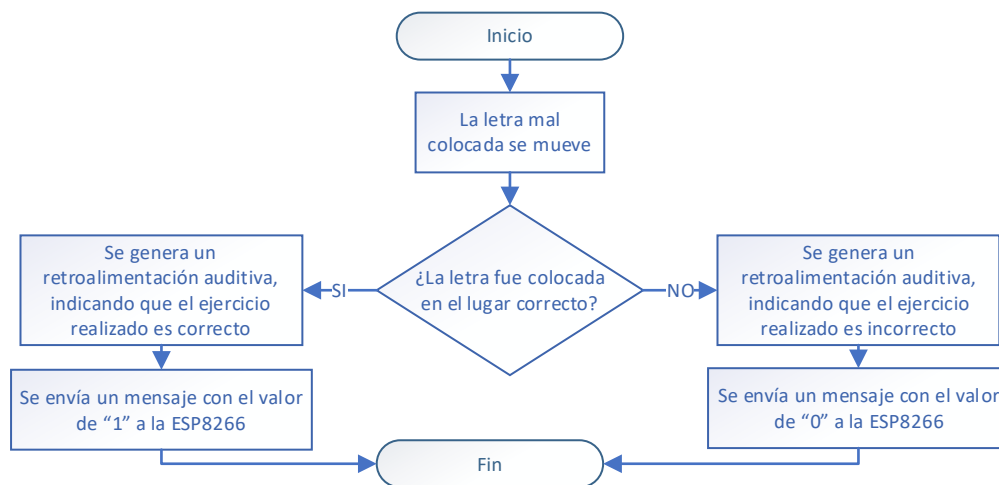 Inicio
La letra mal
colocada se mueve
¿La letra fue colocada
en el lugar correcto?
SI
NO
Se genera un
retroalimentación auditiva,
indicando que el ejercicio
realizado es correcto
Se genera un
retroalimentación auditiva,
indicando que el ejercicio
realizado es incorrecto
Se envía un mensaje con el valor
de “1” a la ESP8266
Se envía un mensaje con el valor
de “0” a la ESP8266
Fin